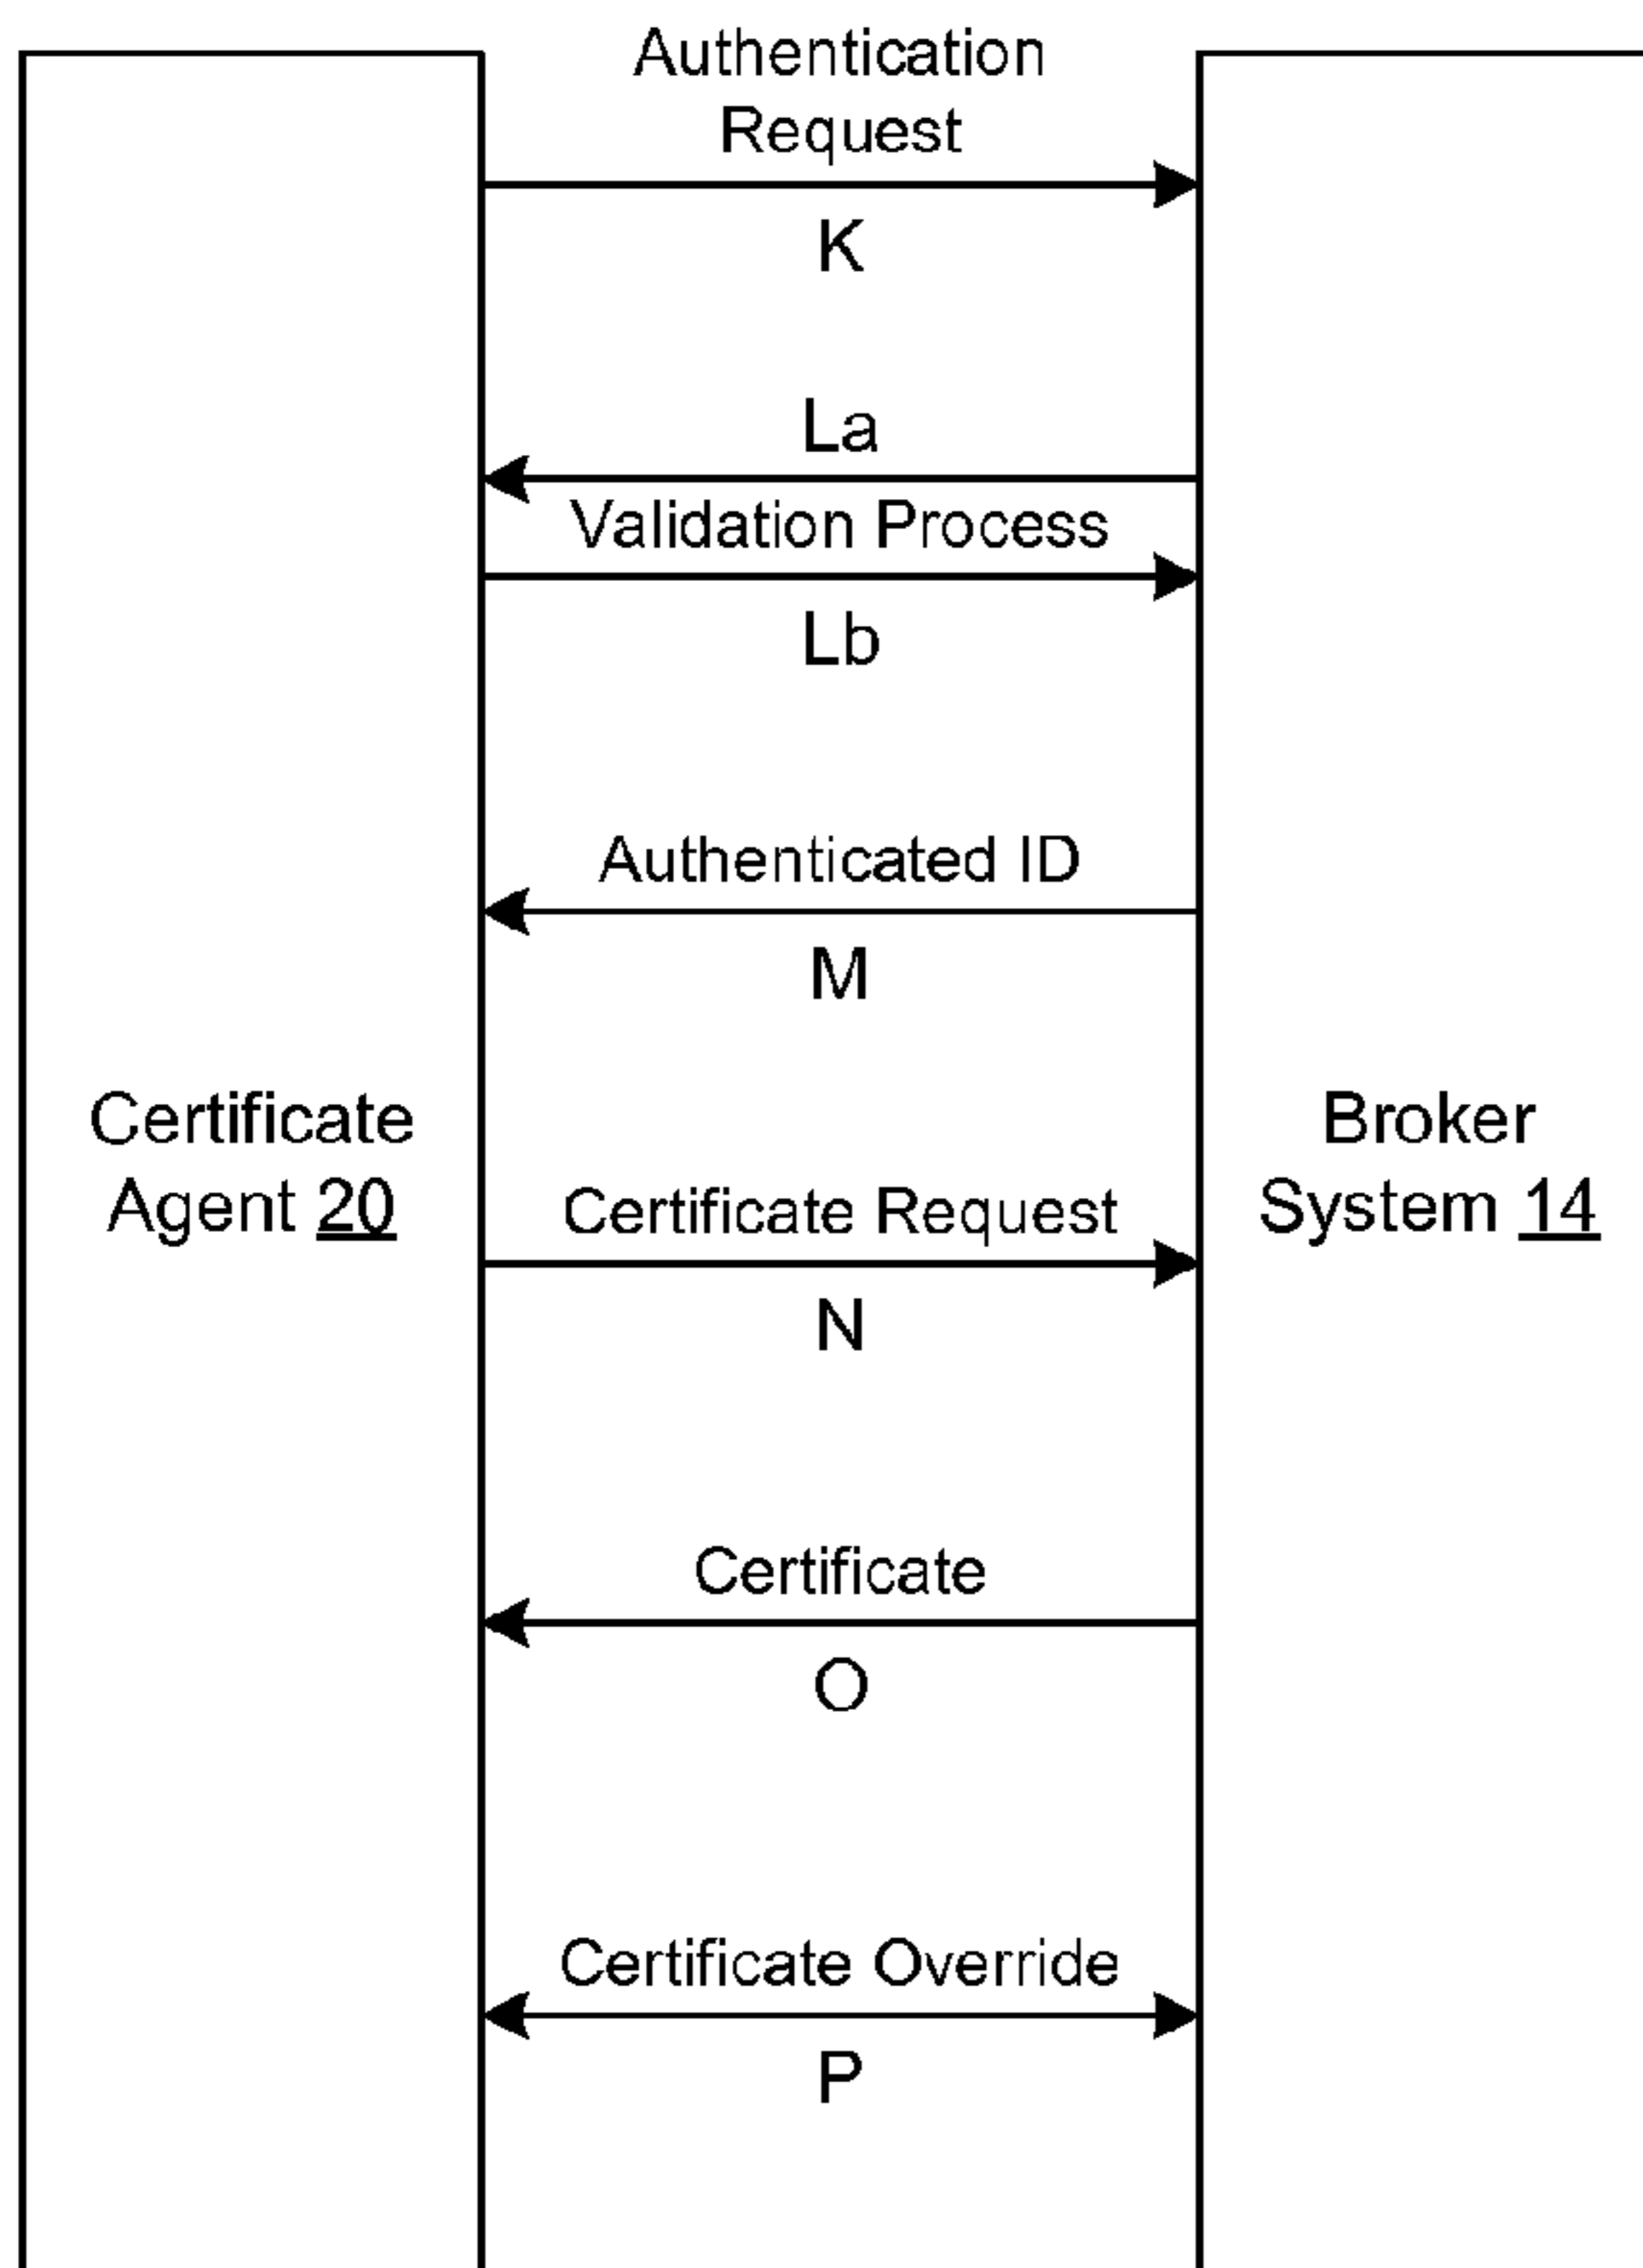 Authentication
Request
K
La
Validation Process
Lb
Authenticated ID
M
Certificate
Agent 20
Broker
System 14
Certificate Request
N
Certificate
O
Certificate Override
P